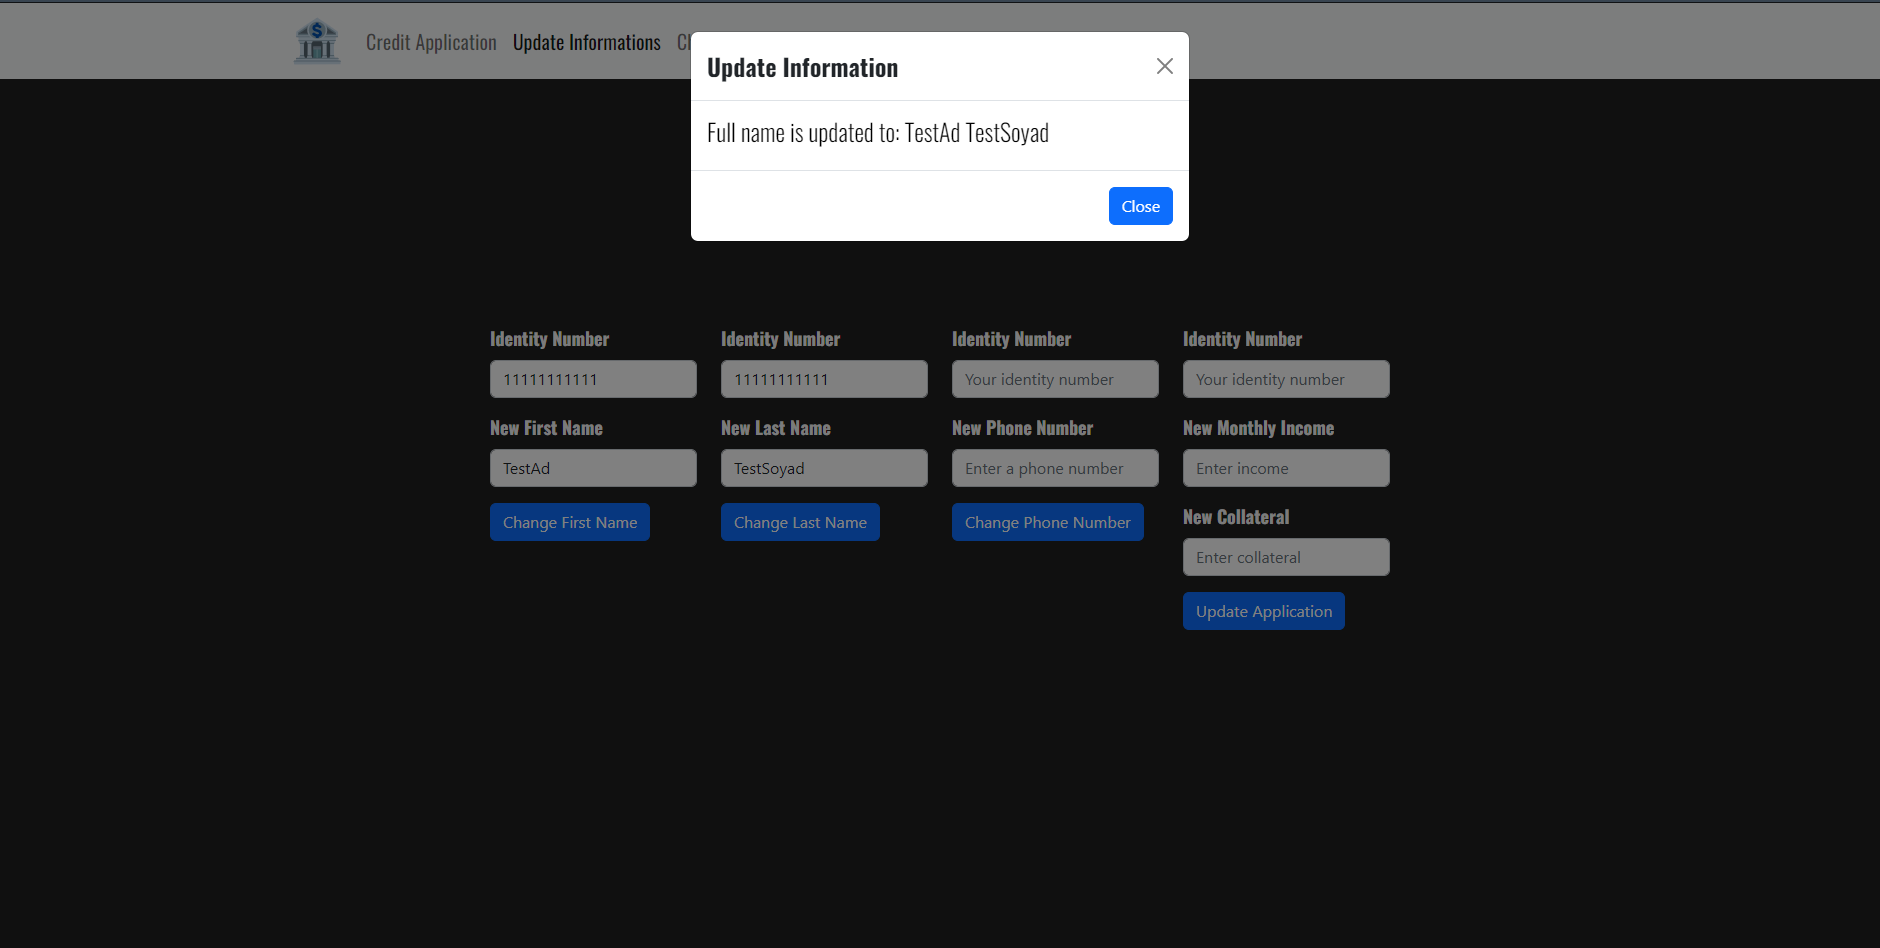 Credit Application Update Informations
Update Information
Full name is updated to: TestAd TestSoyad
Close
Identity Number Identity Number Identity Number Identity Number
11111111111 11111111111 Your identity number Your identity number
New First Name New Last Name New Phone Number New Monthly Income
TestAd TestSoyad Enter a phone number Enter income
Change First Name Change Last Name Change Phone Number
New Collateral
Enter collateral
Update Application